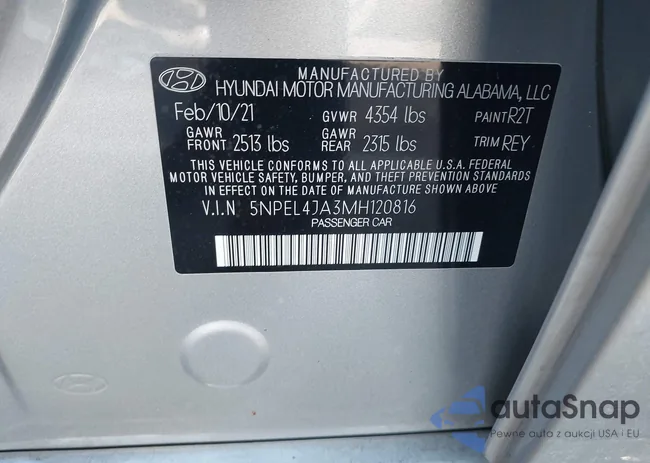 MANUFACTURED BY
HYUNDAI MOTOR MANUFACTURING ALABAMA, LLC
Feb/10/21 GVWR 4354 lbs PAINT R2T
GAWR FRONT 2513 lbs GAWR REAR 2315 lbs TRIM REY
THIS VEHICLE CONFORMS TO ALL APPLICABLE U.S.A. FEDERAL
MOTOR VEHICLE SAFETY, BUMPER, AND THEFT PREVENTION STANDARDS
IN EFFECT ON THE DATE OF MANUFACTURE SHOWN ABOVE
V.I.N 5NPEL4JA3MH120816
PASSENGER CAR
autaSnap
Pewne auta z aukcji USA i EU